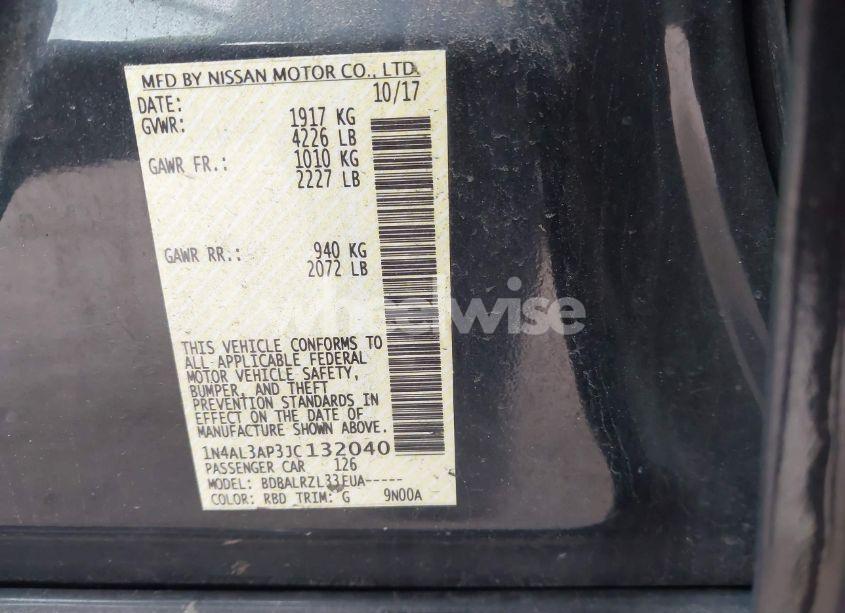 MFD BY NISSAN MOTOR CO., LTD.
DATE: 10/17
GVWR: 1917 KG
4226 LB
GAWR FR.: 1010 KG
2227 LB
GAWR RR.: 940 KG
2072 LB
THIS VEHICLE CONFORMS TO
ALL APPLICABLE FEDERAL
MOTOR VEHICLE SAFETY,
BUMPER, AND THEFT
PREVENTION STANDARDS IN
EFFECT ON THE DATE OF
MANUFACTURE SHOWN ABOVE.
1N4AL3AP3JC132040
PASSENGER CAR 126
MODEL: BDBALRZL33EUA-----
COLOR: RBD TRIM: G 9N00A
wheelwise